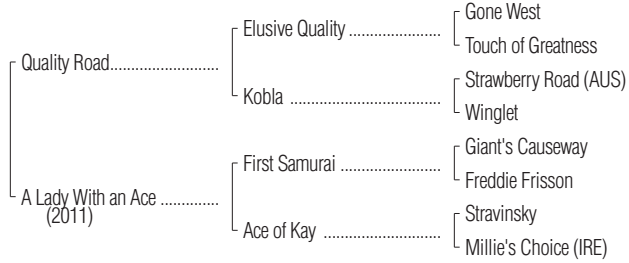 Gone West
Elusive Quality
Touch of Greatness
Quality Road
Strawberry Road (AUS)
Kobla
Winglet
Giant's Causeway
First Samurai
Freddie Frisson
A Lady With an Ace
(2011)
Stravinsky
Ace of Kay
Millie's Choice (IRE)